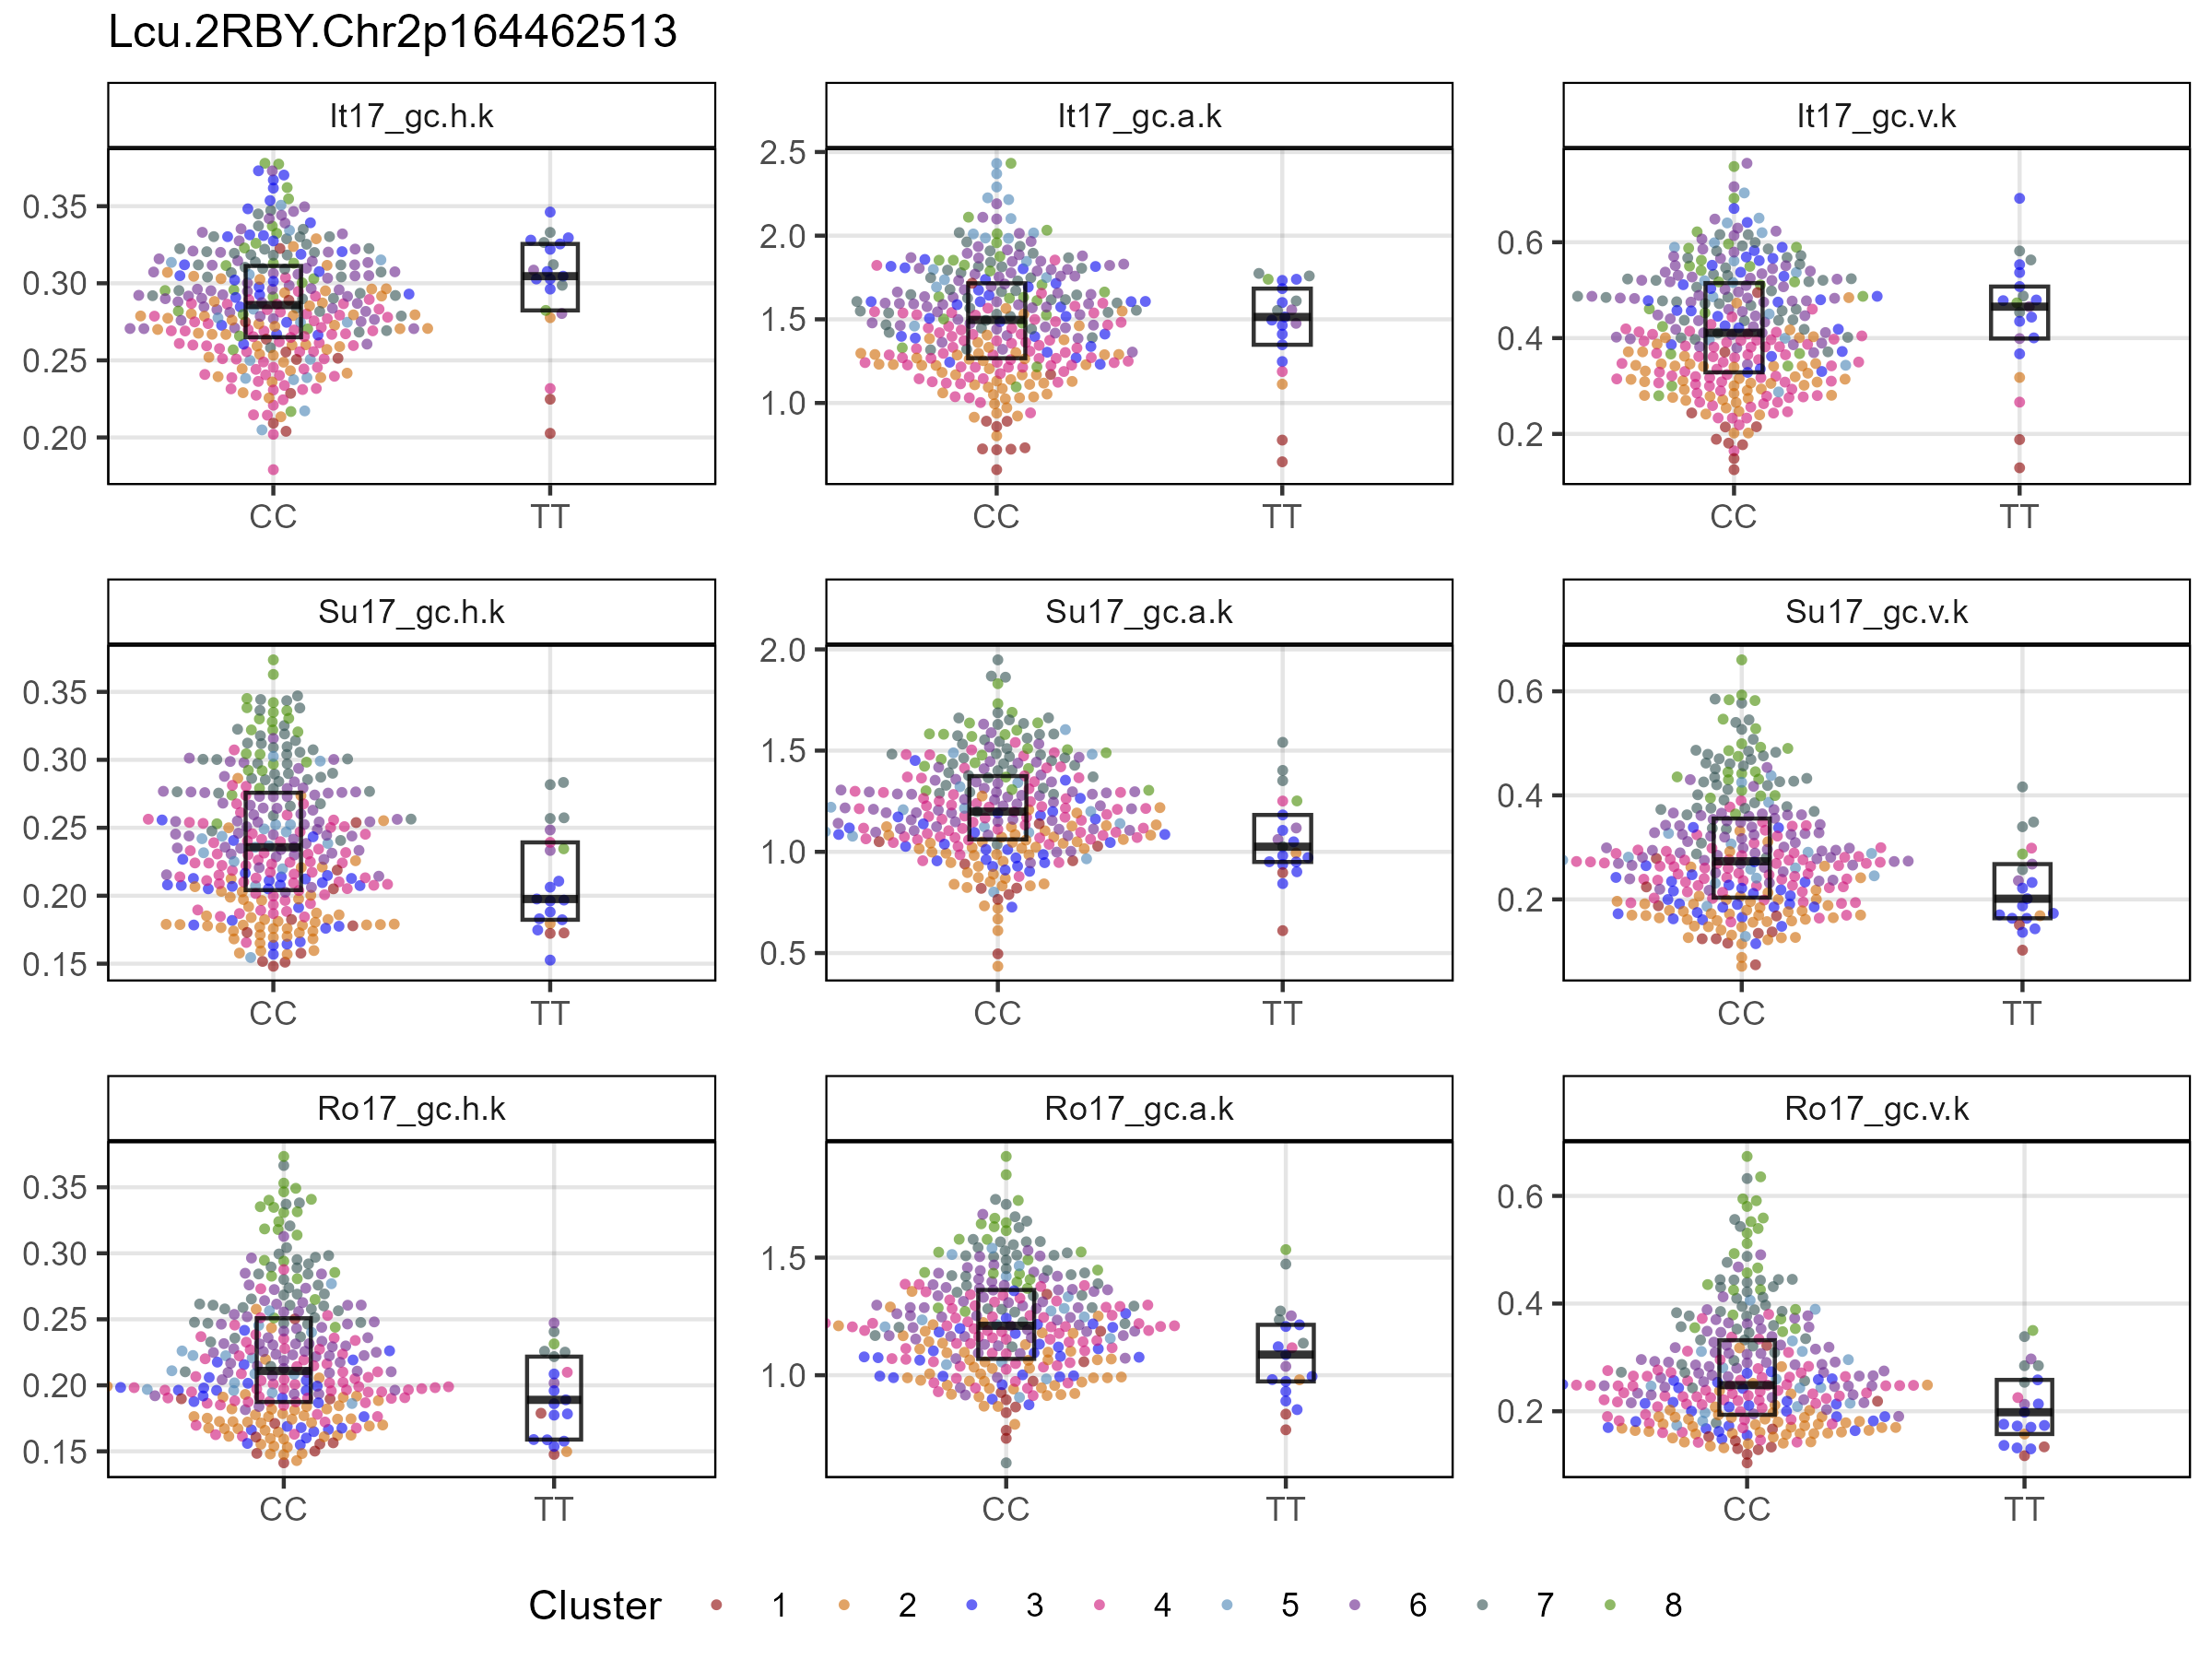 Lcu.2RBY.Chr2p164462513
It17_gc.h.k
It17_gc.a.k
It17_gc.v.k
0.35
0.30
0.25
0.20
2.5
2.0
1.5
1.0
0.6
0.4
0.2
CC
TT
CC
TT
CC
TT
Su17_gc.h.k
Su17_gc.a.k
Su17_gc.v.k
0.35
0.30
0.25
0.20
0.15
2.0
1.5
1.0
0.5
0.6
0.4
0.2
CC
TT
CC
TT
CC
TT
Ro17_gc.h.k
Ro17_gc.a.k
Ro17_gc.v.k
0.35
0.30
0.25
0.20
0.15
1.5
1.0
0.6
0.4
0.2
CC
TT
CC
TT
CC
TT
Cluster 1 2 3 4 5 6 7 8